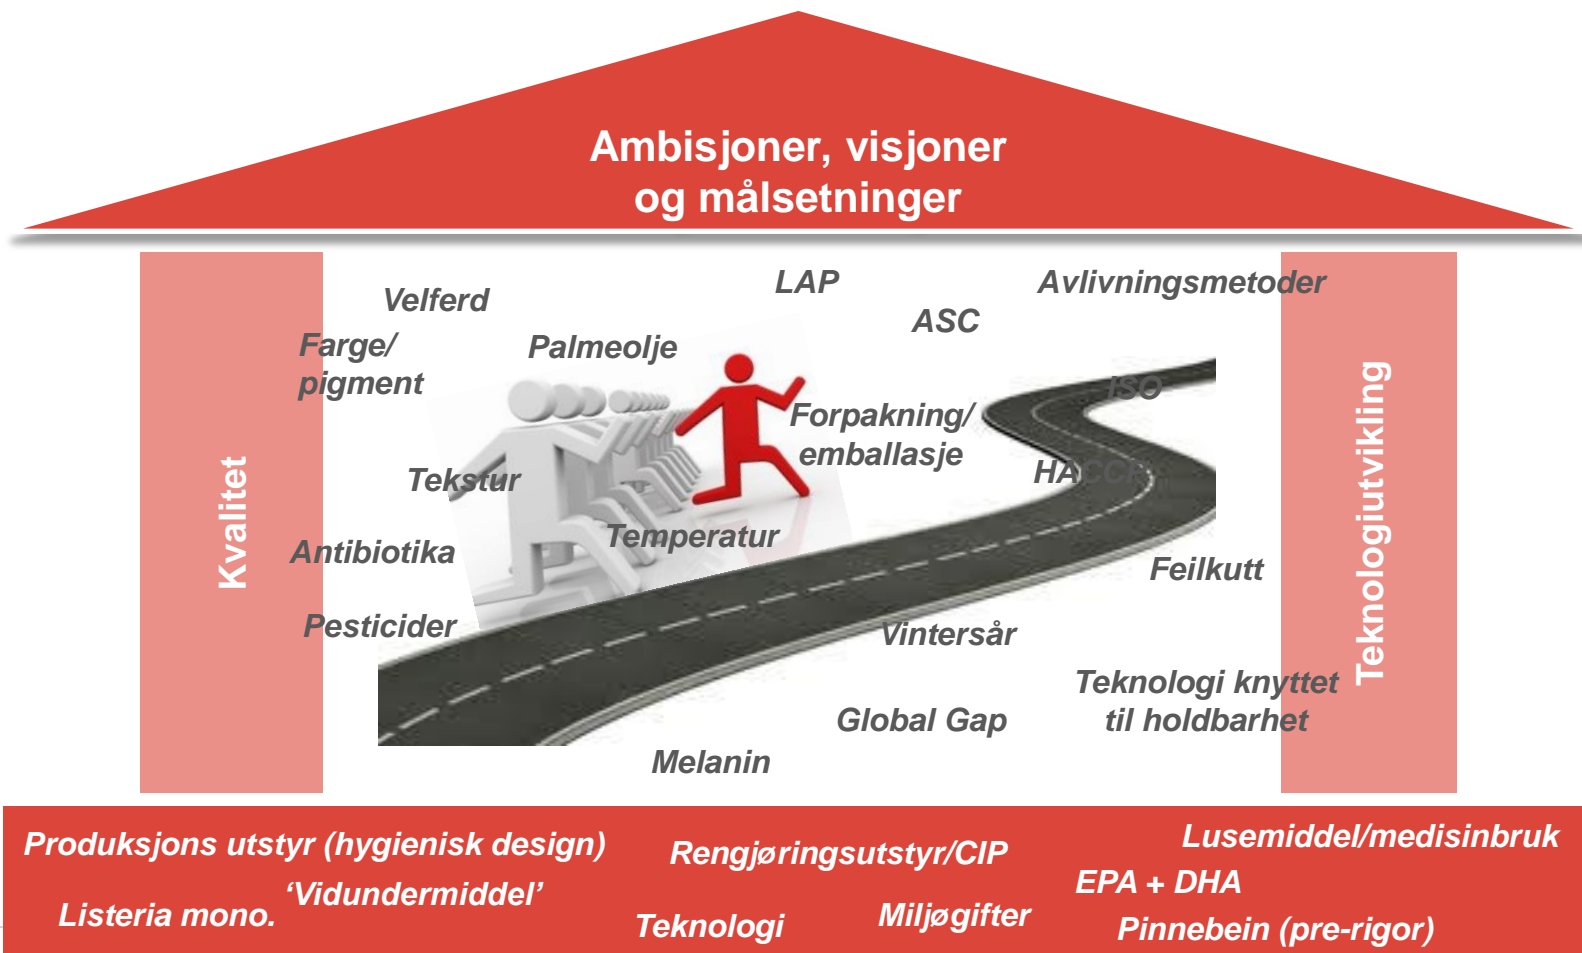 Ambisjoner, visjoner
og målsetninger
LAP
Avlivningsmetoder
Velferd
ASC
Farge/
pigment
Palmeolje
ISO
Forpakning/
emballasje
Kvalitet
Teknologiutvikling
Tekstur
HACCP
Temperatur
Antibiotika
Feilkutt
Pesticider
Vintersår
Teknologi knyttet
til holdbarhet
Global Gap
Melanin
Produksjons utstyr (hygienisk design)
Rengjøringsutstyr/CIP
Lusemiddel/medisinbruk
'Vidundermiddel'
EPA + DHA
Listeria mono.
Teknologi
Miljøgifter
Pinnebein (pre-rigor)